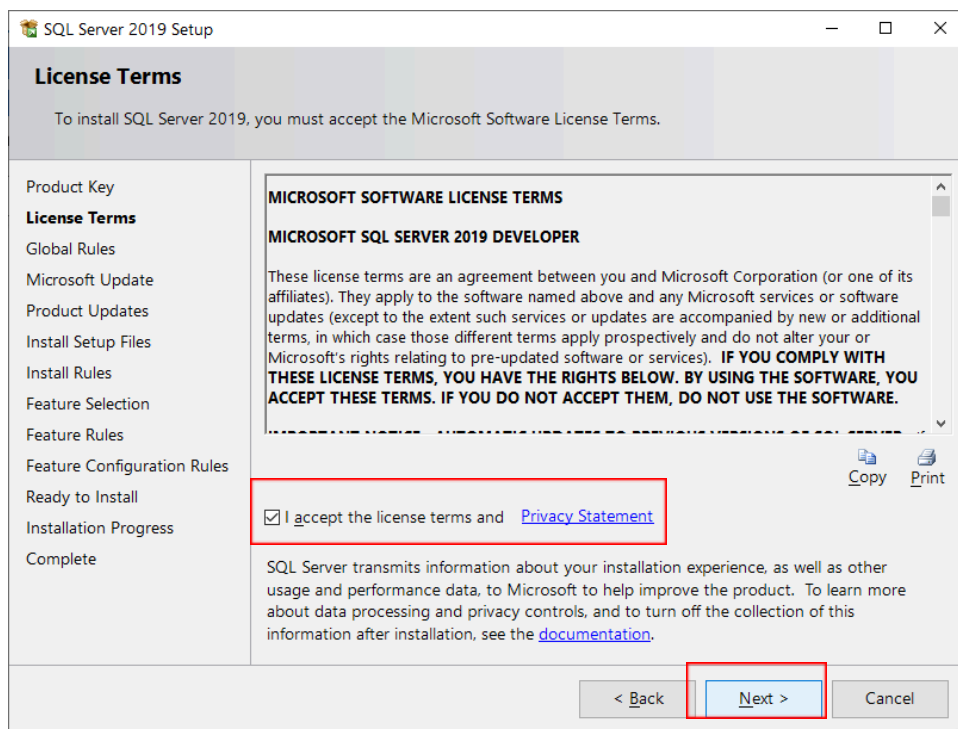 SQL Server 2019 Setup
License Terms
To install SQL Server 2019, you must accept the Microsoft Software License Terms.
Product Key
License Terms
Global Rules
Microsoft Update
Product Updates
Install Setup Files
Install Rules
Feature Selection
Feature Rules
Feature Configuration Rules
Ready to Install
Installation Progress
Complete
MICROSOFT SOFTWARE LICENSE TERMS
MICROSOFT SQL SERVER 2019 DEVELOPER
These license terms are an agreement between you and Microsoft Corporation (or one of its
affiliates). They apply to the software named above and any Microsoft services or software
updates (except to the extent such services or updates are accompanied by new or additional
terms, in which case those different terms apply prospectively and do not alter your or
Microsoft's rights relating to pre-updated software or services). IF YOU COMPLY WITH
THESE LICENSE TERMS, YOU HAVE THE RIGHTS BELOW. BY USING THE SOFTWARE, YOU
ACCEPT THESE TERMS. IF YOU DO NOT ACCEPT THEM, DO NOT USE THE SOFTWARE.
Copy
Print
I accept the license terms and Privacy Statement
SQL Server transmits information about your installation experience, as well as other
usage and performance data, to Microsoft to help improve the product. To learn more
about data processing and privacy controls, and to turn off the collection of this
information after installation, see the documentation.
< Back
Next >
Cancel